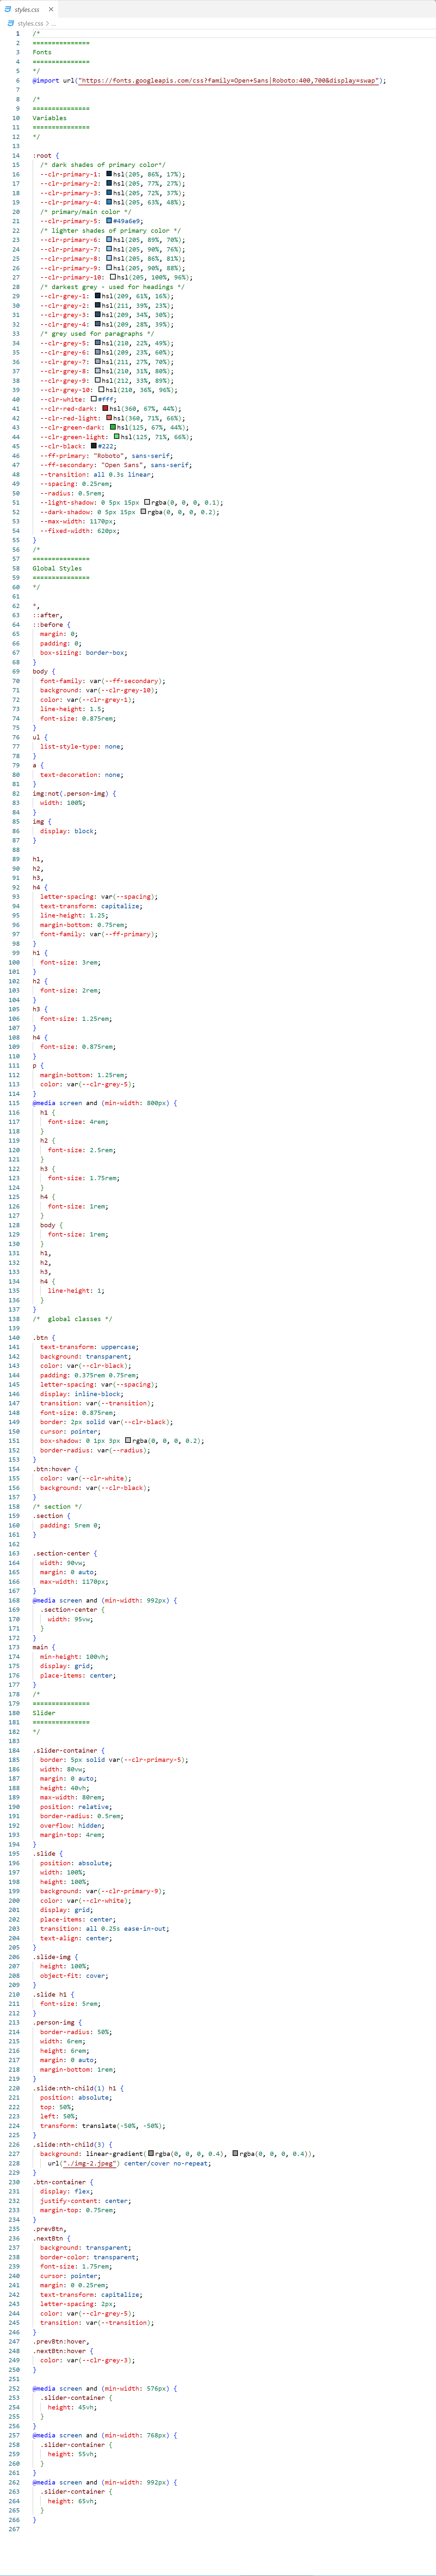 styles.css ×
styles.css > ...
1 /*
2 ===============
3 Fonts
4 ===============
5 */
6 @import url("https://fonts.googleapis.com/css?family=Open+Sans|Roboto:400,700&display=swap");
7
8 /*
9 ===============
10 Variables
11 ===============
12 */
13
14 :root {
15 /* dark shades of primary color*/
16 --clr-primary-1: hsl(205, 86%, 17%);
17 --clr-primary-2: hsl(205, 77%, 27%);
18 --clr-primary-3: hsl(205, 72%, 37%);
19 --clr-primary-4: hsl(205, 63%, 48%);
20 /* primary/main color */
21 --clr-primary-5: #49a6e9;
22 /* lighter shades of primary color */
23 --clr-primary-6: hsl(205, 89%, 70%);
24 --clr-primary-7: hsl(205, 90%, 76%);
25 --clr-primary-8: hsl(205, 86%, 81%);
26 --clr-primary-9: hsl(205, 90%, 88%);
27 --clr-primary-10: hsl(205, 100%, 96%);
28 /* darkest grey - used for headings */
29 --clr-grey-1: hsl(209, 61%, 16%);
30 --clr-grey-2: hsl(211, 39%, 23%);
31 --clr-grey-3: hsl(209, 34%, 30%);
32 --clr-grey-4: hsl(209, 28%, 39%);
33 /* grey used for paragraphs */
34 --clr-grey-5: hsl(210, 22%, 49%);
35 --clr-grey-6: hsl(209, 23%, 60%);
36 --clr-grey-7: hsl(211, 27%, 70%);
37 --clr-grey-8: hsl(210, 31%, 80%);
38 --clr-grey-9: hsl(212, 33%, 89%);
39 --clr-grey-10: hsl(210, 36%, 96%);
40 --clr-white: #fff;
41 --clr-red-dark: hsl(360, 67%, 44%);
42 --clr-red-light: hsl(360, 71%, 66%);
43 --clr-green-dark: hsl(125, 67%, 44%);
44 --clr-green-light: hsl(125, 71%, 66%);
45 --clr-black: #222;
46 --ff-primary: "Roboto", sans-serif;
47 --ff-secondary: "Open Sans", sans-serif;
48 --transition: all 0.3s linear;
49 --spacing: 0.25rem;
50 --radius: 0.5rem;
51 --light-shadow: 0 5px 15px rgba(0, 0, 0, 0.1);
52 --dark-shadow: 0 5px 15px rgba(0, 0, 0, 0.2);
53 --max-width: 1170px;
54 --fixed-width: 620px;
55 }
56 /*
57 ===============
58 Global Styles
59 ===============
60 */
61
62 *,
63 ::after,
64 ::before {
65 margin: 0;
66 padding: 0;
67 box-sizing: border-box;
68 }
69 body {
70 font-family: var(--ff-secondary);
71 background: var(--clr-grey-10);
72 color: var(--clr-grey-1);
73 line-height: 1.5;
74 font-size: 0.875rem;
75 }
76 ul {
77 list-style-type: none;
78 }
79 a {
80 text-decoration: none;
81 }
82 img:not(.person-img) {
83 width: 100%;
84 }
85 img {
86 display: block;
87 }
88
89 h1,
90 h2,
91 h3,
92 h4 {
93 letter-spacing: var(--spacing);
94 text-transform: capitalize;
95 line-height: 1.25;
96 margin-bottom: 0.75rem;
97 font-family: var(--ff-primary);
98 }
99 h1 {
100 font-size: 3rem;
101 }
102 h2 {
103 font-size: 2rem;
104 }
105 h3 {
106 font-size: 1.25rem;
107 }
108 h4 {
109 font-size: 0.875rem;
110 }
111 p {
112 margin-bottom: 1.25rem;
113 color: var(--clr-grey-5);
114 }
115 @media screen and (min-width: 800px) {
116 h1 {
117 font-size: 4rem;
118 }
119 h2 {
120 font-size: 2.5rem;
121 }
122 h3 {
123 font-size: 1.75rem;
124 }
125 h4 {
126 font-size: 1rem;
127 }
128 body {
129 font-size: 1rem;
130 }
131 h1,
132 h2,
133 h3,
134 h4 {
135 line-height: 1;
136 }
137 }
138 /* global classes */
139
140 .btn {
141 text-transform: uppercase;
142 background: transparent;
143 color: var(--clr-black);
144 padding: 0.375rem 0.75rem;
145 letter-spacing: var(--spacing);
146 display: inline-block;
147 transition: var(--transition);
148 font-size: 0.875rem;
149 border: 2px solid var(--clr-black);
150 cursor: pointer;
151 box-shadow: 0 1px 3px rgba(0, 0, 0, 0.2);
152 border-radius: var(--radius);
153 }
154 .btn:hover {
155 color: var(--clr-white);
156 background: var(--clr-black);
157 }
158 /* section */
159 .section {
160 padding: 5rem 0;
161 }
162
163 .section-center {
164 width: 90vw;
165 margin: 0 auto;
166 max-width: 1170px;
167 }
168 @media screen and (min-width: 992px) {
169 .section-center {
170 width: 95vw;
171 }
172 }
173 main {
174 min-height: 100vh;
175 display: grid;
176 place-items: center;
177 }
178 /*
179 ===============
180 Slider
181 ===============
182 */
183
184 .slider-container {
185 border: 5px solid var(--clr-primary-5);
186 width: 80vw;
187 margin: 0 auto;
188 height: 40vh;
189 max-width: 80rem;
190 position: relative;
191 border-radius: 0.5rem;
192 overflow: hidden;
193 margin-top: 4rem;
194 }
195 .slide {
196 position: absolute;
197 width: 100%;
198 height: 100%;
199 background: var(--clr-primary-9);
200 color: var(--clr-white);
201 display: grid;
202 place-items: center;
203 transition: all 0.25s ease-in-out;
204 text-align: center;
205 }
206 .slide-img {
207 height: 100%;
208 object-fit: cover;
209 }
210 .slide h1 {
211 font-size: 5rem;
212 }
213 .person-img {
214 border-radius: 50%;
215 width: 6rem;
216 height: 6rem;
217 margin: 0 auto;
218 margin-bottom: 1rem;
219 }
220 .slide:nth-child(1) h1 {
221 position: absolute;
222 top: 50%;
223 left: 50%;
224 transform: translate(-50%, -50%);
225 }
226 .slide:nth-child(3) {
227 background: linear-gradient(rgba(0, 0, 0, 0.4), rgba(0, 0, 0, 0.4)),
228 url("./img-2.jpeg") center/cover no-repeat;
229 }
230 .btn-container {
231 display: flex;
232 justify-content: center;
233 margin-top: 0.75rem;
234 }
235 .prevBtn,
236 .nextBtn {
237 background: transparent;
238 border-color: transparent;
239 font-size: 1.75rem;
240 cursor: pointer;
241 margin: 0 0.25rem;
242 text-transform: capitalize;
243 letter-spacing: 2px;
244 color: var(--clr-grey-5);
245 transition: var(--transition);
246 }
247 .prevBtn:hover,
248 .nextBtn:hover {
249 color: var(--clr-grey-3);
250 }
251
252 @media screen and (min-width: 576px) {
253 .slider-container {
254 height: 45vh;
255 }
256 }
257 @media screen and (min-width: 768px) {
258 .slider-container {
259 height: 55vh;
260 }
261 }
262 @media screen and (min-width: 992px) {
263 .slider-container {
264 height: 65vh;
265 }
266 }
267